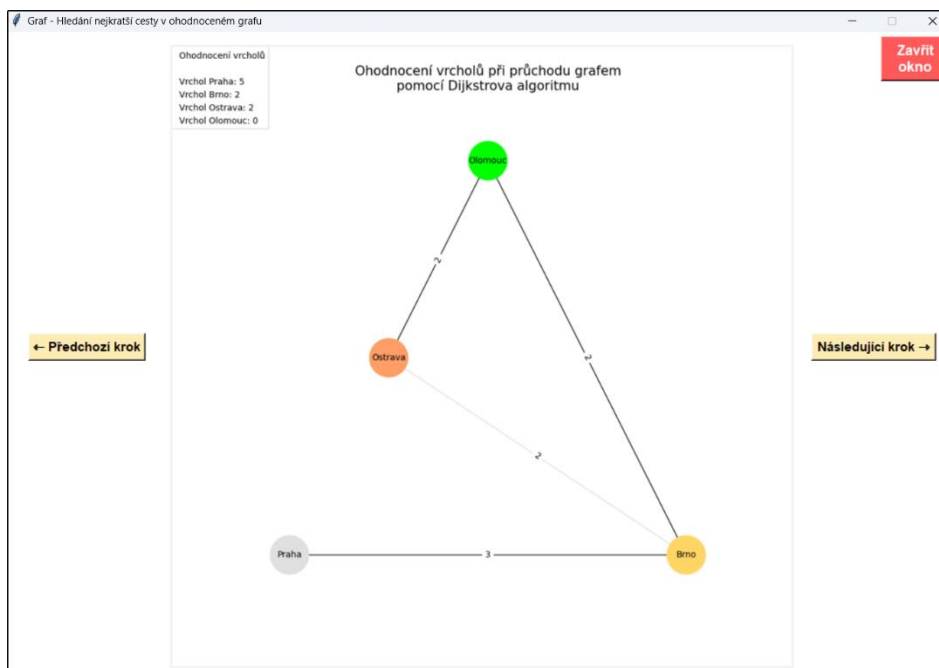 Graf - Hledání nejkratší cesty v ohodnoceném grafu
Zavřít
okno
Ohodnocení vrcholů
Vrchol Praha: 5
Vrchol Brno: 2
Vrchol Ostrava: 2
Vrchol Olomouc: 0
Ohodnocení vrcholů při průchodu grafem
pomocí Dijkstrova algoritmu
Olomouc
2
← Předchozí krok
Následující krok →
Ostrava
2
2
Praha
3
Brno